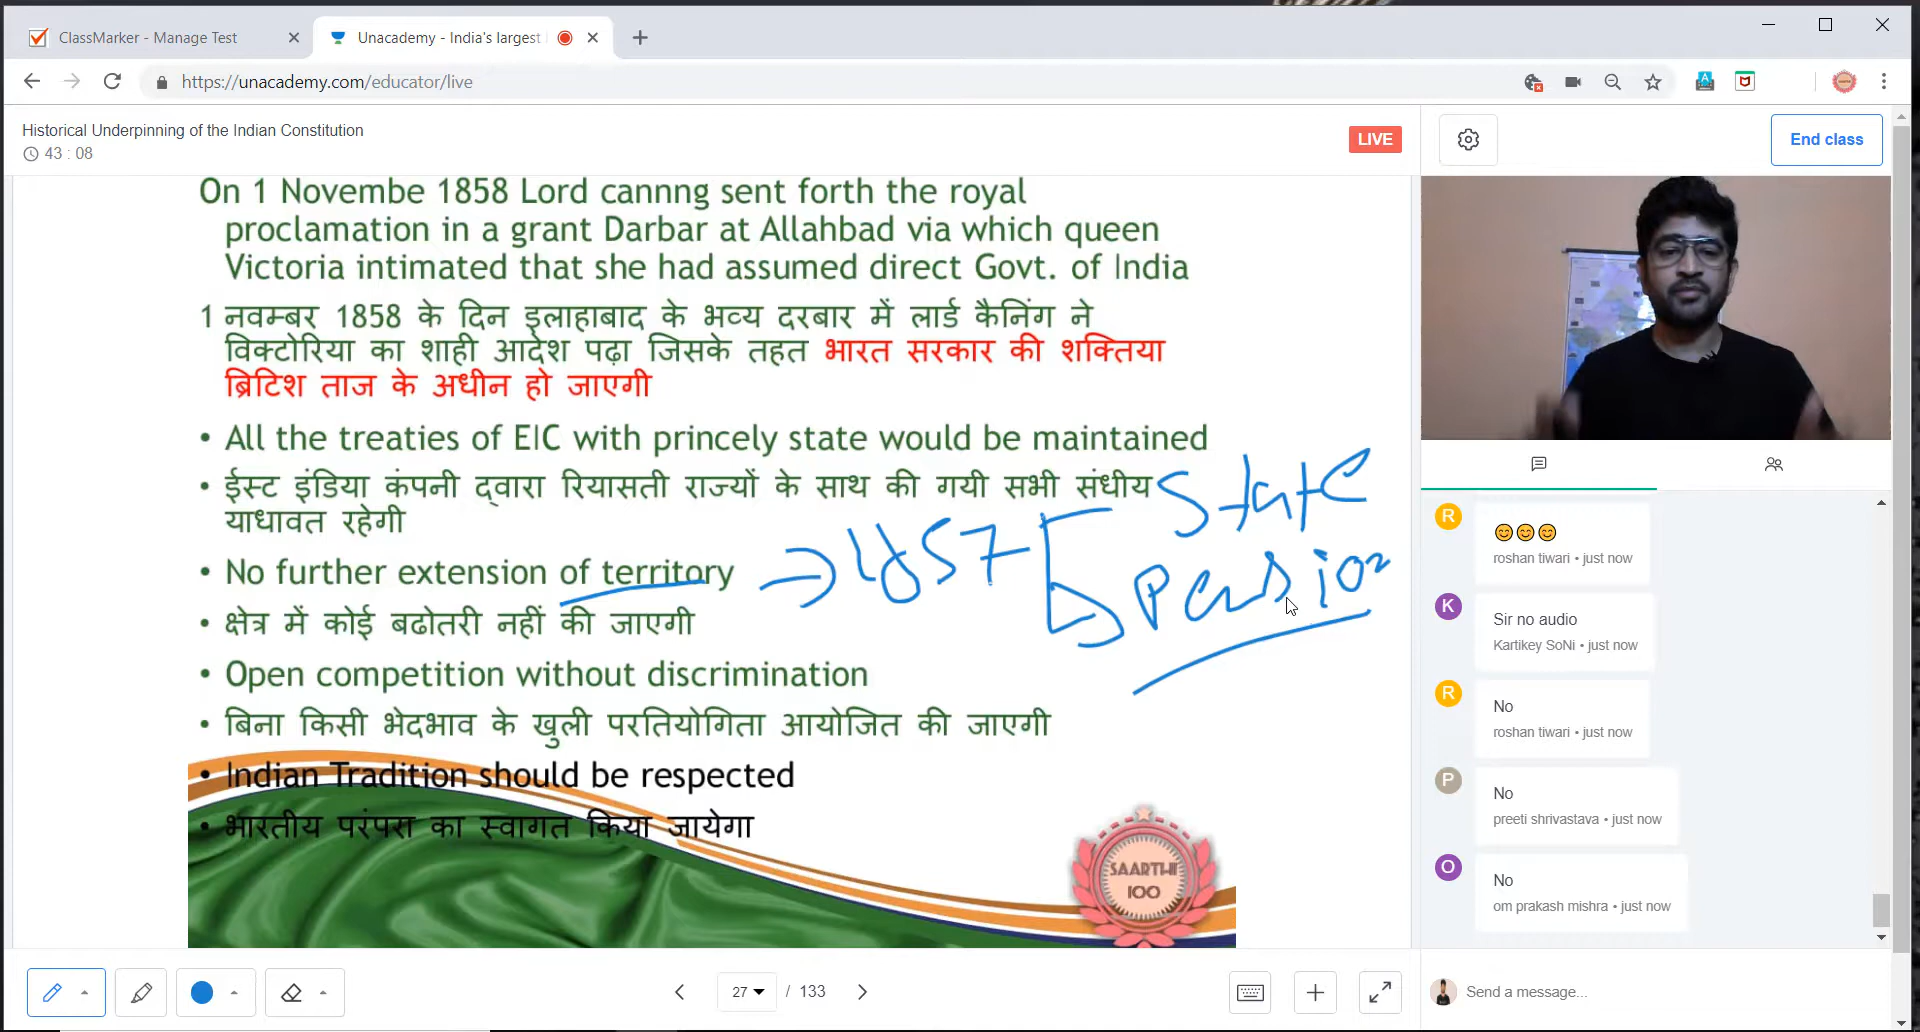 ClassMarker - Manage Test
Unacademy - India's largest
https://unacademy.com/educator/live
Historical Underpinning of the Indian Constitution
43 : 08
LIVE
End class
On 1 Novembe 1858 Lord cannng sent forth the royal
proclamation in a grant Darbar at Allahbad via which queen
Victoria intimated that she had assumed direct Govt. of India
1 नवम्बर 1858 के दिन इलाहाबाद के भव्य दरबार में लार्ड कैनिंग ने
विक्टोरिया का शाही आदेश पढ़ा जिसके तहत भारत सरकार की शक्तिया
ब्रिटिश ताज के अधीन हो जाएगी
• All the treaties of EIC with princely state would be maintained
• ईस्ट इंडिया कंपनी द्वारा रियासती राज्यों के साथ की गयी सभी संधीय
याधावत रहेगी
State
• No further extension of territory
1857
• क्षेत्र में कोई बढोतरी नहीं की जाएगी
• Open competition without discrimination
• बिना किसी भेदभाव के खुली परतियोगिता आयोजित की जाएगी
• Indian Tradition should be respected
• भारतीय परंपरा का स्वागत किया जायेगा
SAARTHI
100
R
roshan tiwari • just now
K
Sir no audio
Kartikey SoNi • just now
R
No
roshan tiwari • just now
P
No
preeti shrivastava • just now
O
No
om prakash mishra • just now
27 / 133
Send a message...